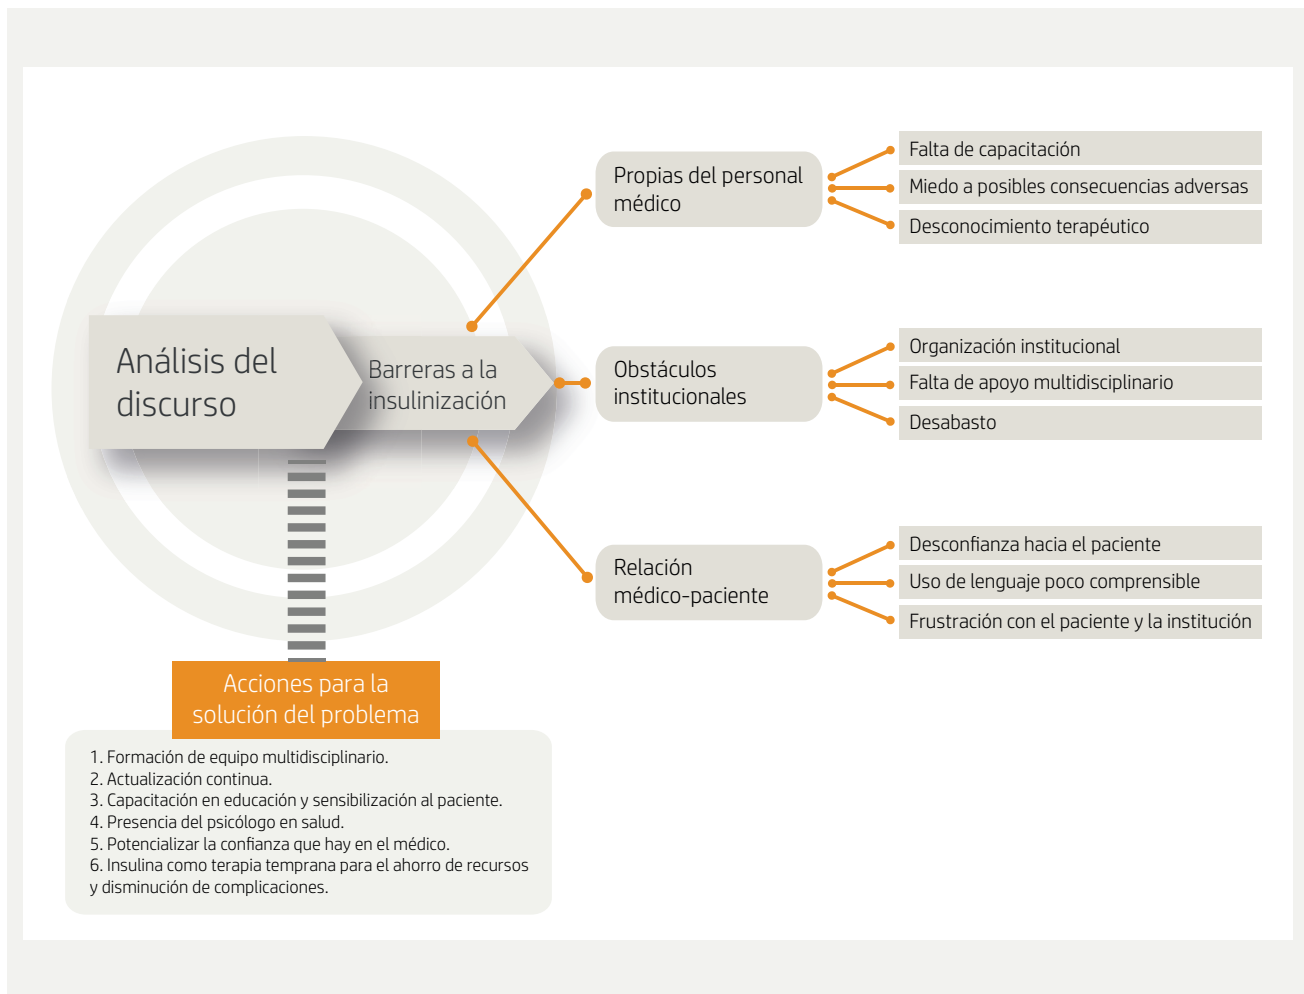 Análisis del
discurso
Barreras a la
insulinización
Propias del personal
médico
Falta de capacitación
Miedo a posibles consecuencias adversas
Desconocimiento terapéutico
Obstáculos
institucionales
Organización institucional
Falta de apoyo multidisciplinario
Desabasto
Relación
médico-paciente
Desconfianza hacia el paciente
Uso de lenguaje poco comprensible
Frustración con el paciente y la institución
Acciones para la
solución del problema
1. Formación de equipo multidisciplinario.
2. Actualización continua.
3. Capacitación en educación y sensibilización al paciente.
4. Presencia del psicólogo en salud.
5. Potencializar la confianza que hay en el médico.
6. Insulina como terapia temprana para el ahorro de recursos
y disminución de complicaciones.